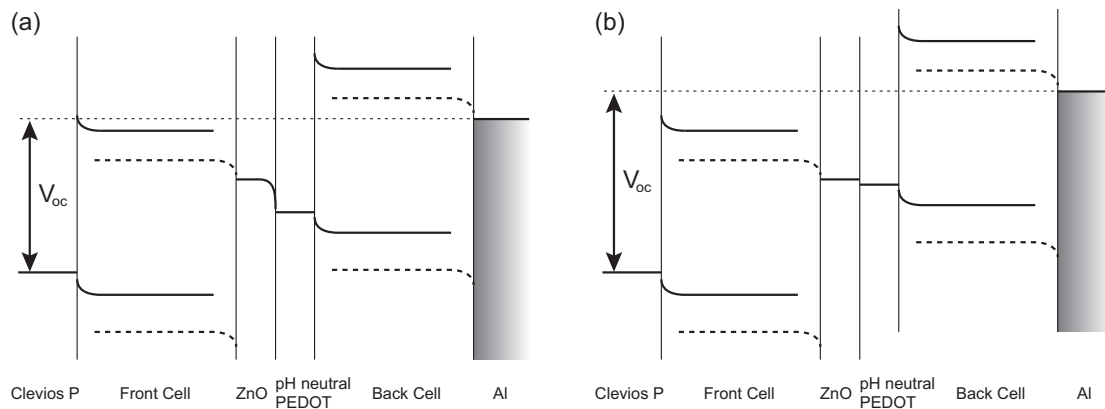 (a)
V_oc
Clevios P
Front Cell
ZnO
pH neutral
PEDOT
Back Cell
Al
(b)
V_oc
Clevios P
Front Cell
ZnO
pH neutral
PEDOT
Back Cell
Al